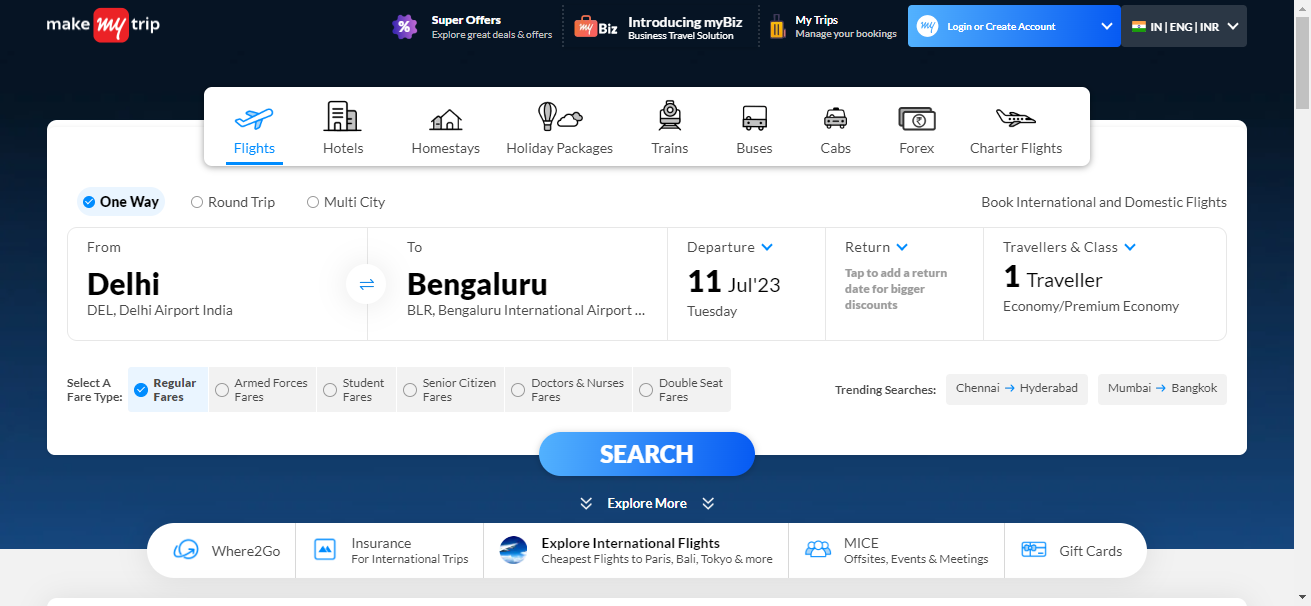 make my trip
%
Super Offers
Explore great deals & offers
my Biz
Introducing myBiz
Business Travel Solution
My Trips
Manage your bookings
my
Login or Create Account
IN | ENG | INR
Flights
Hotels
Homestays
Holiday Packages
Trains
Buses
Cabs
Forex
Charter Flights
One Way
Round Trip
Multi City
Book International and Domestic Flights
From
Delhi
DEL, Delhi Airport India
To
Bengaluru
BLR, Bengaluru International Airport ...
Departure
11 Jul'23
Tuesday
Return
Tap to add a return
date for bigger
discounts
Travellers & Class
1 Traveller
Economy/Premium Economy
Select A
Fare Type:
Regular
Fares
Armed Forces
Fares
Student
Fares
Senior Citizen
Fares
Doctors & Nurses
Fares
Double Seat
Fares
Trending Searches:
Chennai → Hyderabad
Mumbai → Bangkok
SEARCH
Explore More
Where2Go
Insurance
For International Trips
Explore International Flights
Cheapest Flights to Paris, Bali, Tokyo & more
MICE
Offsites, Events & Meetings
Gift Cards